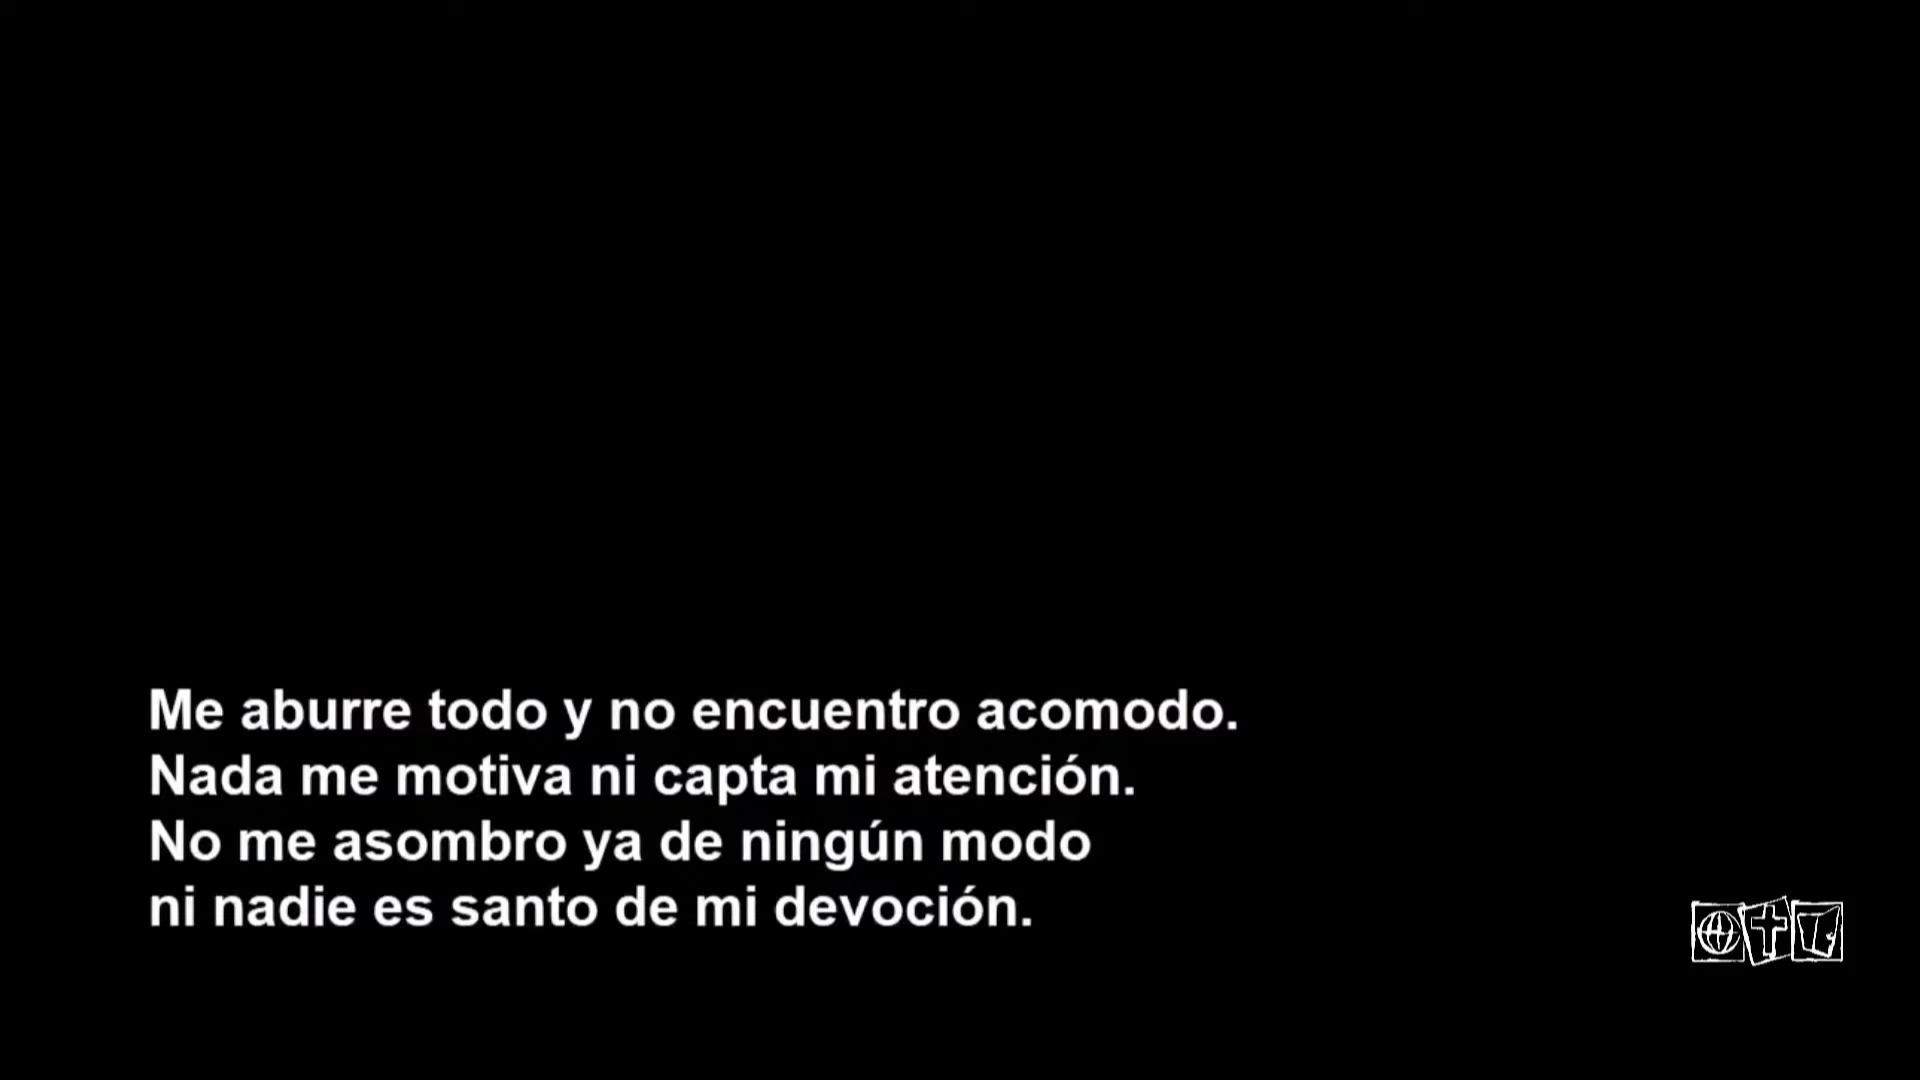 Me aburre todo y no encuentro acomodo.
Nada me motiva ni capta mi atención.
No me asombro ya de ningún modo
ni nadie es santo de mi devoción.